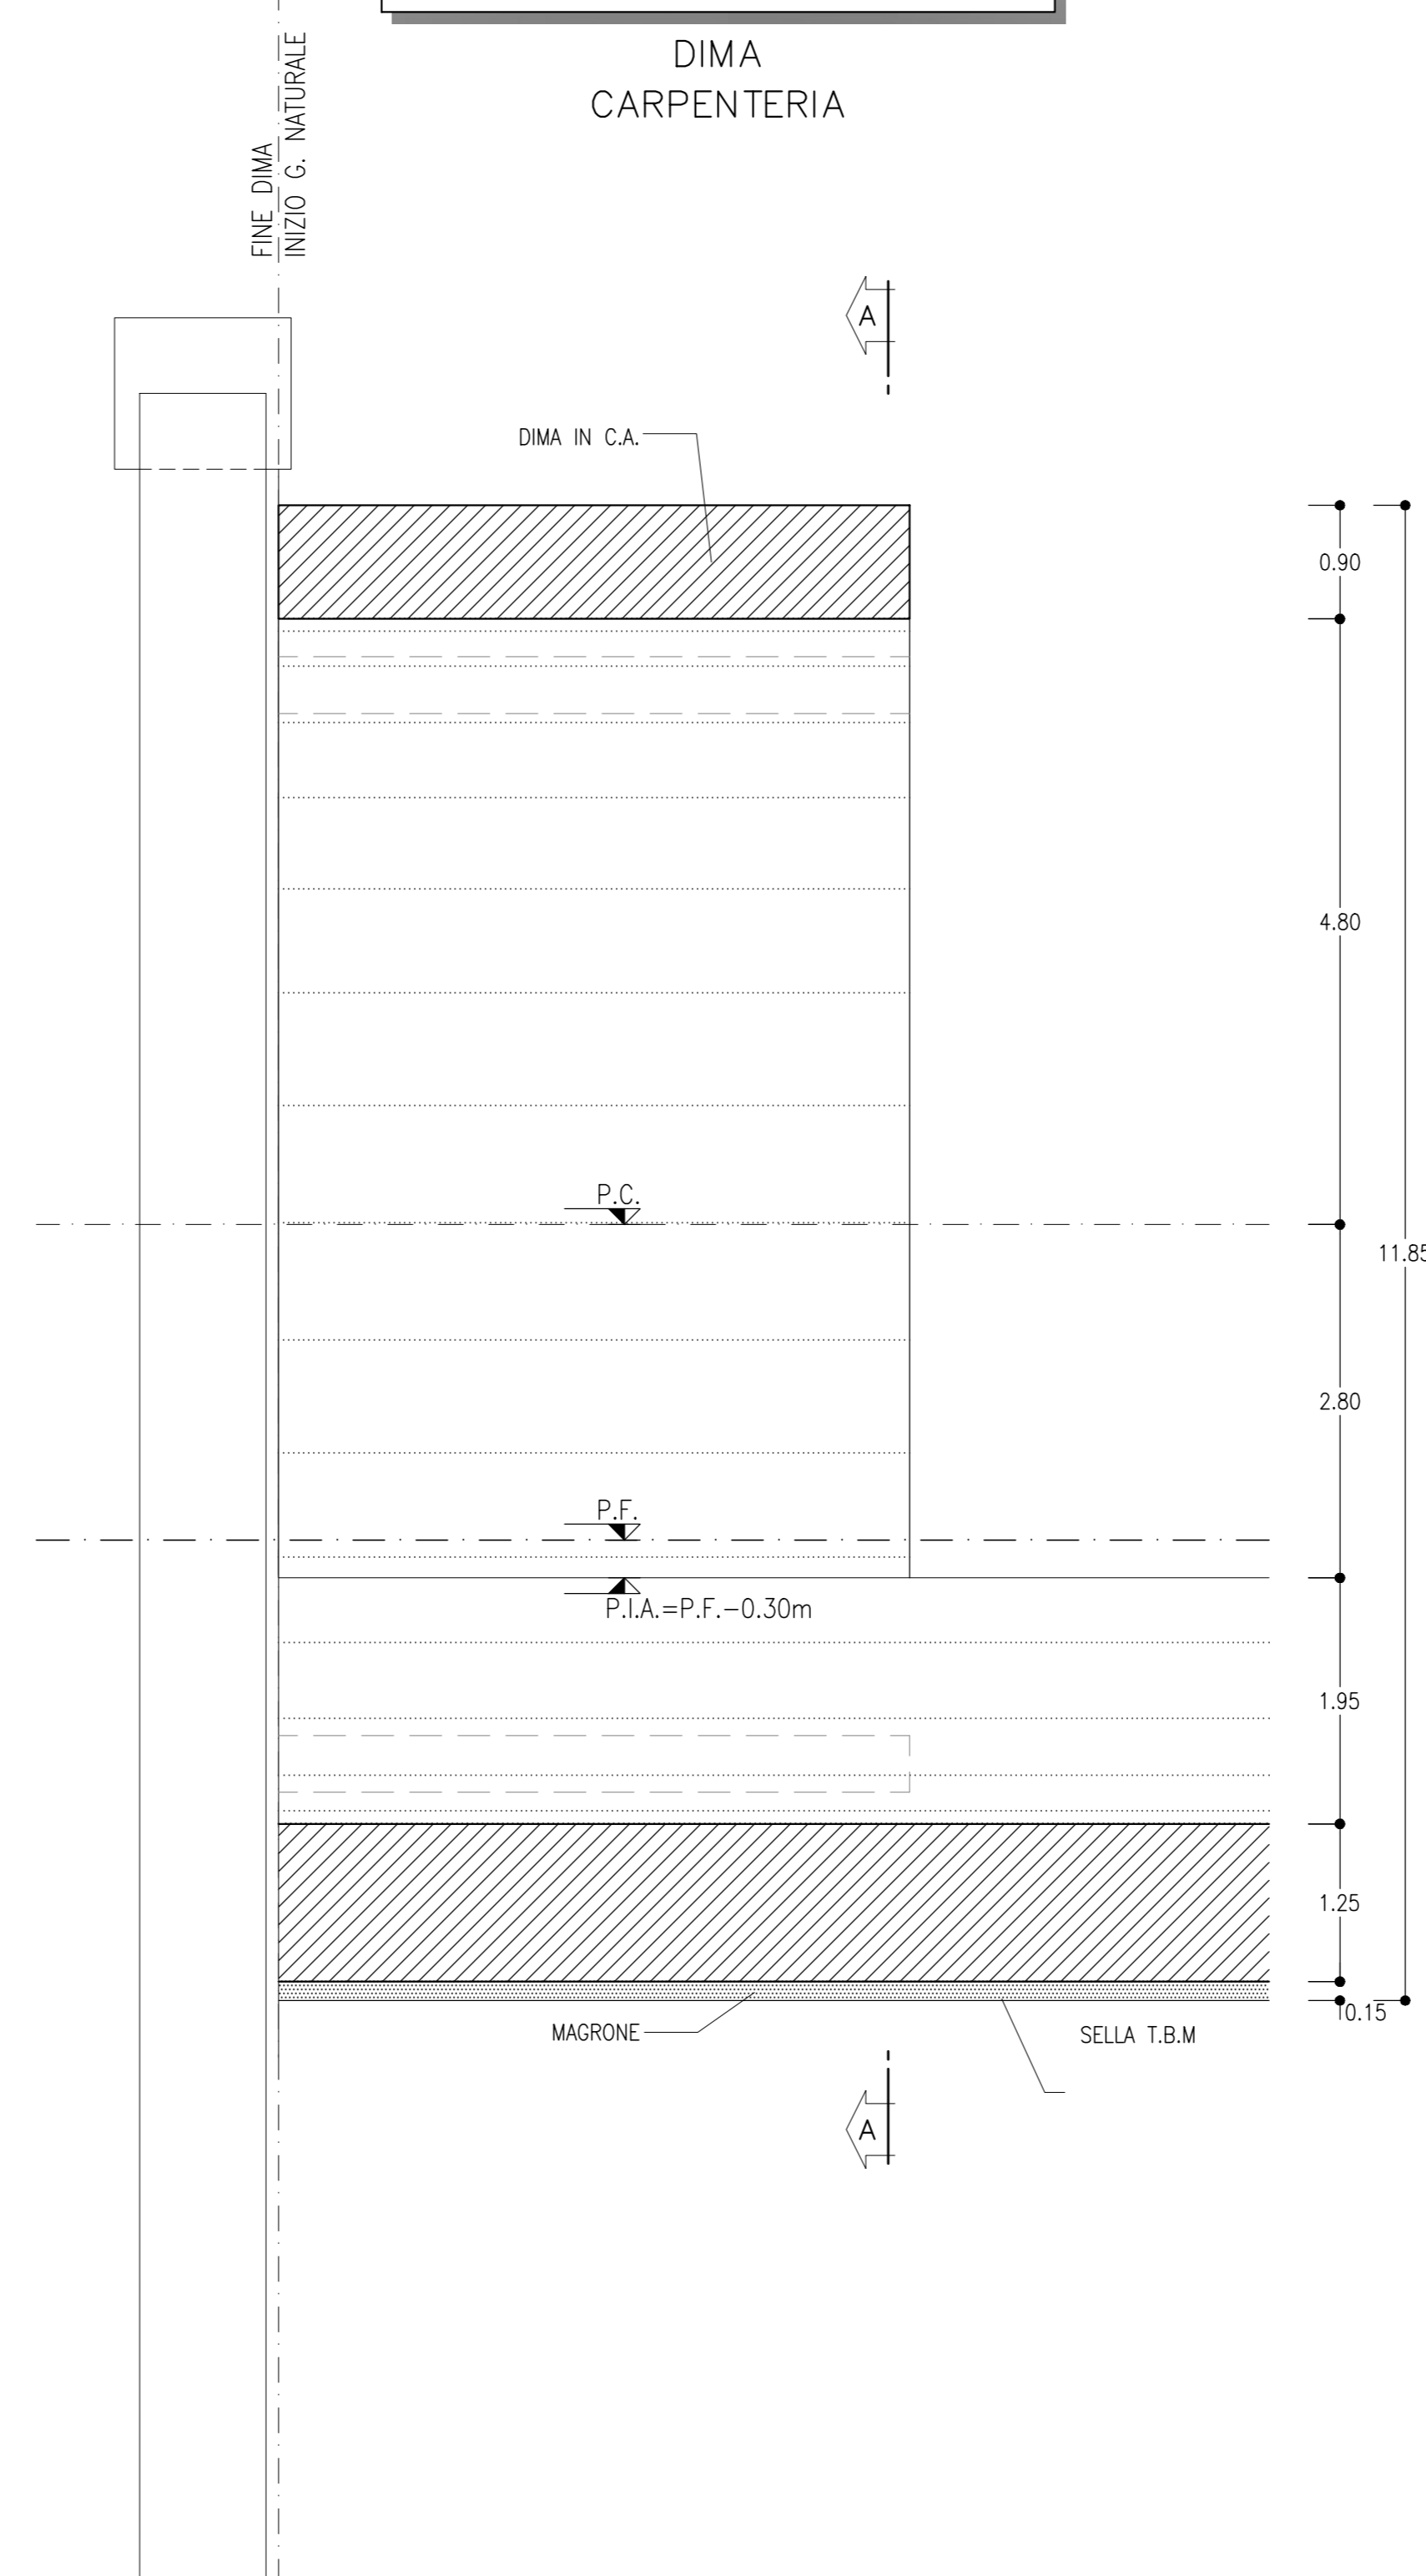 DIMA
CARPENTERIA
FINE DIMA
INIZIO G. NATURALE
A
DIMA IN C.A.
0.90
4.80
P.C.
11.85
2.80
P.F.
P.I.A.=P.F.-0.30m
1.95
1.25
0.15
MAGRONE
SELLA T.B.M
A